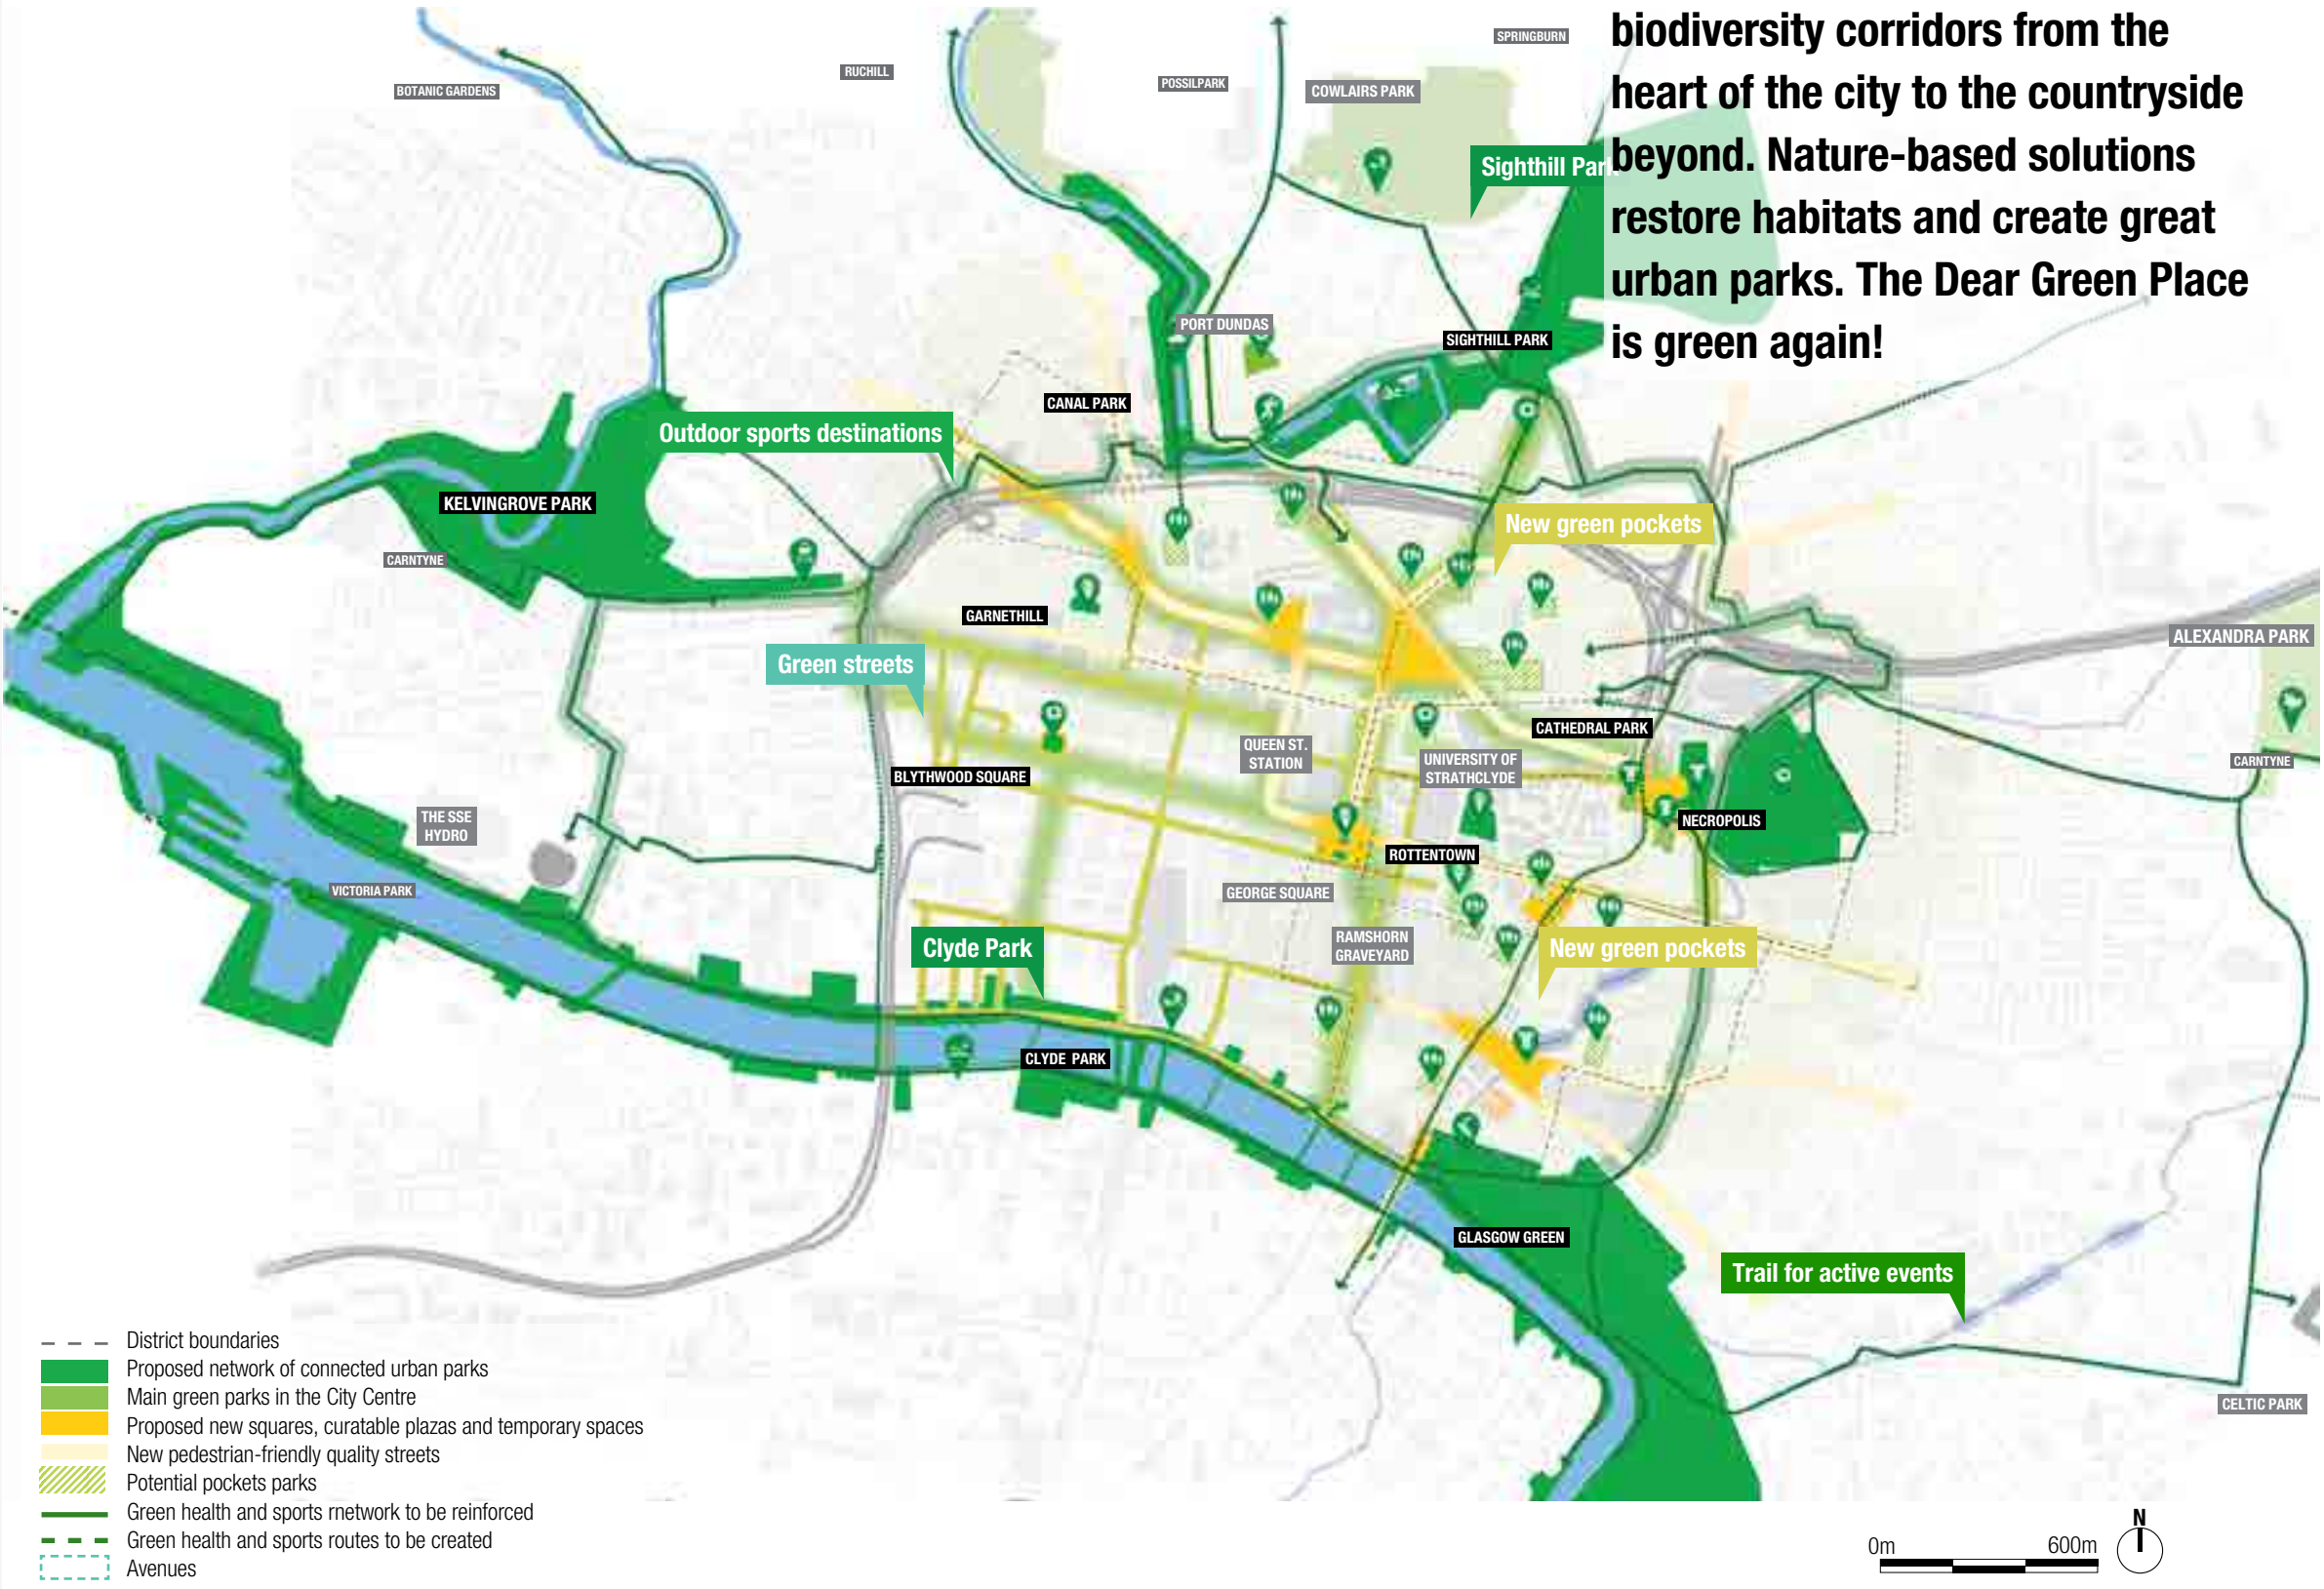 biodiversity corridors from the
heart of the city to the countryside
beyond. Nature-based solutions
restore habitats and create great
urban parks. The Dear Green Place
is green again!
SPRINGBURN
RUCHILL
BOTANIC GARDENS
POSSILPARK
COWLAIRS PARK
Sighthill Park
PORT DUNDAS
SIGHTHILL PARK
CANAL PARK
Outdoor sports destinations
KELVINGROVE PARK
New green pockets
CARNTYNE
GARNETHILL
ALEXANDRA PARK
Green streets
CATHEDRAL PARK
QUEEN ST.
STATION
UNIVERSITY OF
STRATHCLYDE
CARNTYNE
BLYTHWOOD SQUARE
THE SSE
HYDRO
NECROPOLIS
ROTTENTOWN
VICTORIA PARK
GEORGE SQUARE
RAMSHORN
GRAVEYARD
Clyde Park
New green pockets
CLYDE PARK
GLASGOW GREEN
Trail for active events
CELTIC PARK
District boundaries
Proposed network of connected urban parks
Main green parks in the City Centre
Proposed new squares, curatable plazas and temporary spaces
New pedestrian-friendly quality streets
Potential pockets parks
Green health and sports rnetwork to be reinforced
Green health and sports routes to be created
Avenues
N
0m
600m